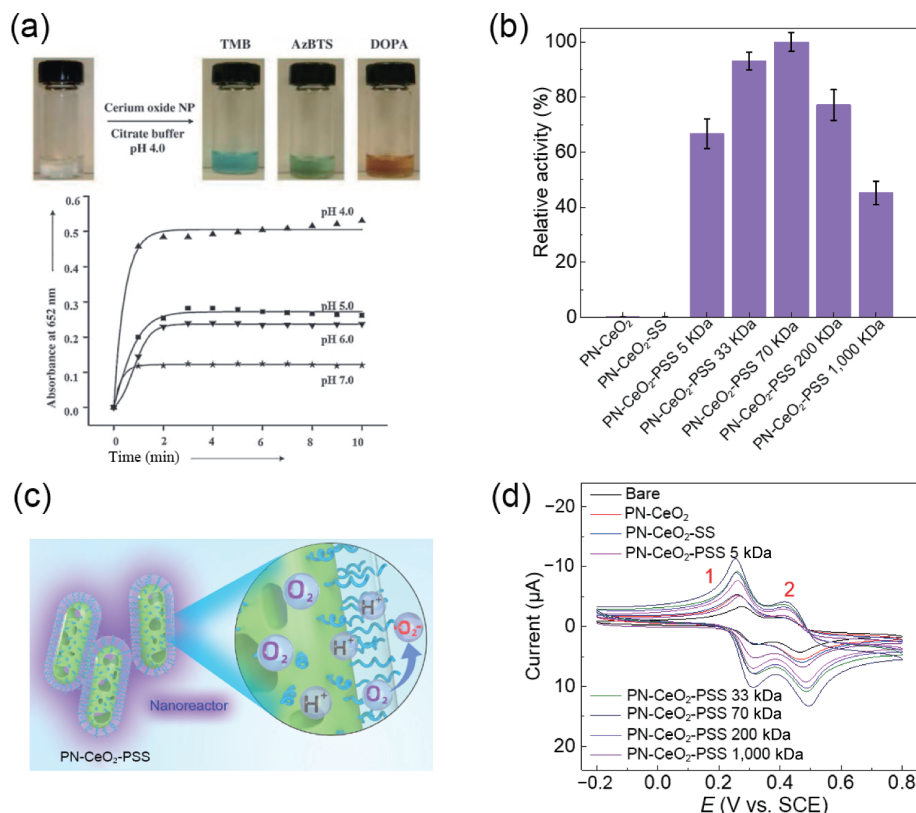 (a)
TMB
AzBTS
DOPA
Cerium oxide NP
Citrate buffer
pH 4.0
Absorbance at 652 nm
0.6
0.5
0.4
0.3
0.2
0.1
0.0
pH 4.0
pH 5.0
pH 6.0
pH 7.0
0 2 4 6 8 10
Time (min)
(b)
Relative activity (%)
100
80
60
40
20
0
PN-CeO₂
PN-CeO₂-SS
PN-CeO₂-PSS 5 KDa
PN-CeO₂-PSS 33 KDa
PN-CeO₂-PSS 70 KDa
PN-CeO₂-PSS 200 KDa
PN-CeO₂-PSS 1,000 KDa
(c)
O₂
H⁺
O₂
H⁺
·O₂⁻
H⁺
O₂
Nanoreactor
PN-CeO₂-PSS
(d)
Current (μA)
−20
−10
0
10
20
Bare
PN-CeO₂
PN-CeO₂-SS
PN-CeO₂-PSS 5 kDa
1
2
PN-CeO₂-PSS 33 kDa
PN-CeO₂-PSS 70 kDa
PN-CeO₂-PSS 200 kDa
PN-CeO₂-PSS 1,000 kDa
−0.2 0.0 0.2 0.4 0.6 0.8
E (V vs. SCE)